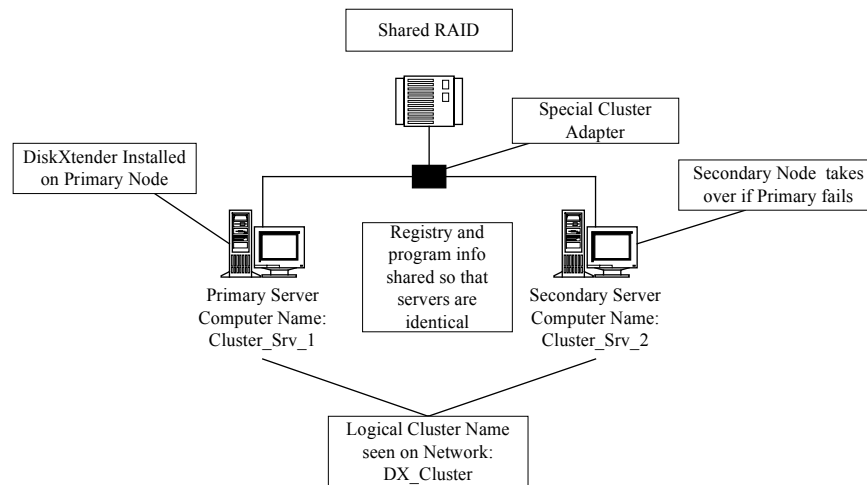 Shared RAID
Special Cluster
Adapter
DiskXtender Installed
on Primary Node
Secondary Node takes
over if Primary fails
Registry and
program info
shared so that
servers are
identical
Primary Server
Computer Name:
Cluster_Srv_1
Secondary Server
Computer Name:
Cluster_Srv_2
Logical Cluster Name
seen on Network:
DX_Cluster